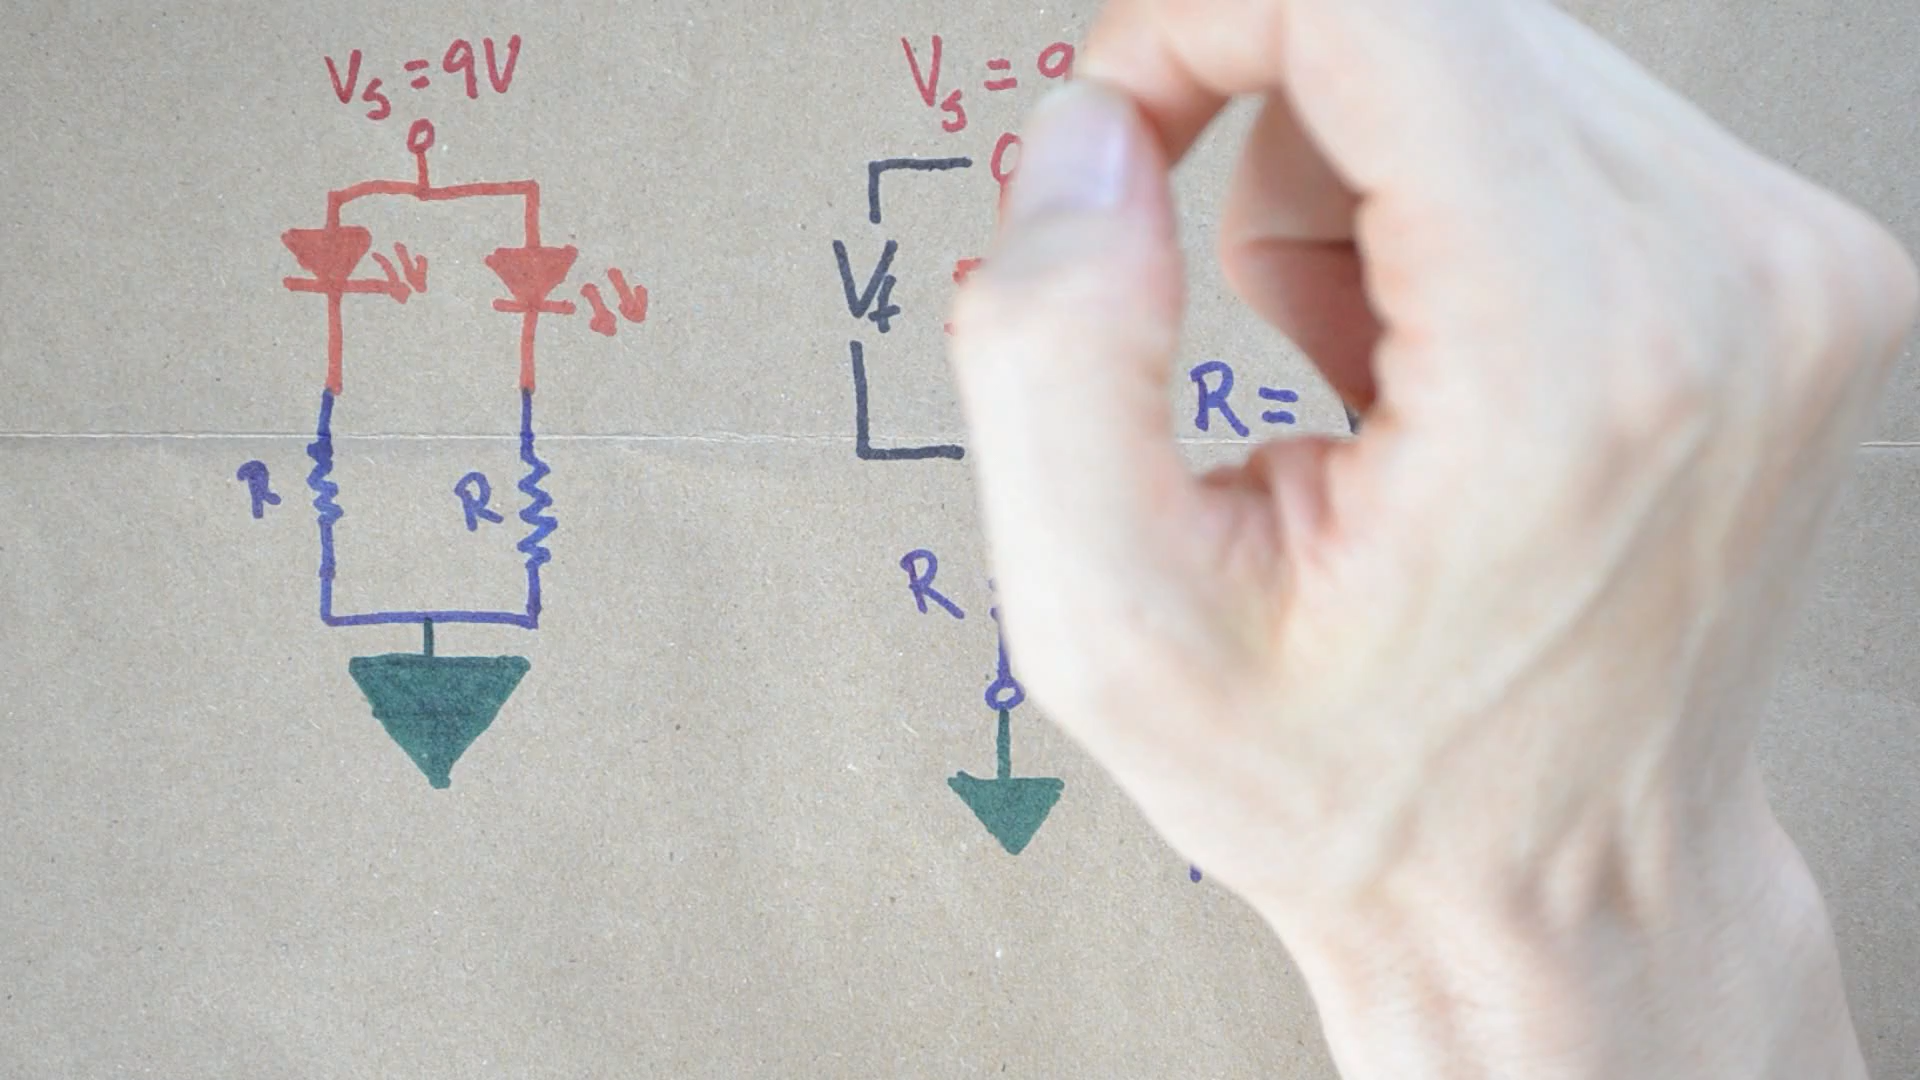 Vs = 9V
R
R
Vs = 9
Vf
R
R =